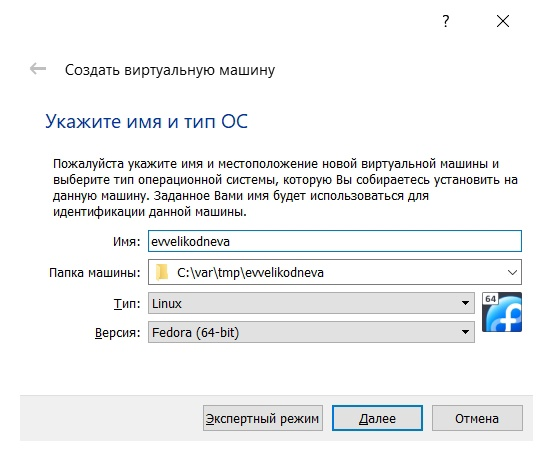 ?
Создать виртуальную машину
Укажите имя и тип ОС
Пожалуйста укажите имя и местоположение новой виртуальной машины и
выберите тип операционной системы, которую Вы собираетесь установить на
данную машину. Заданное Вами имя будет использоваться для
идентификации данной машины.
Имя: evvelikodneva
Папка машины: C:\var\tmp\evvelikodneva
Тип: Linux
64
Версия: Fedora (64-bit)
Экспертный режим Далее Отмена